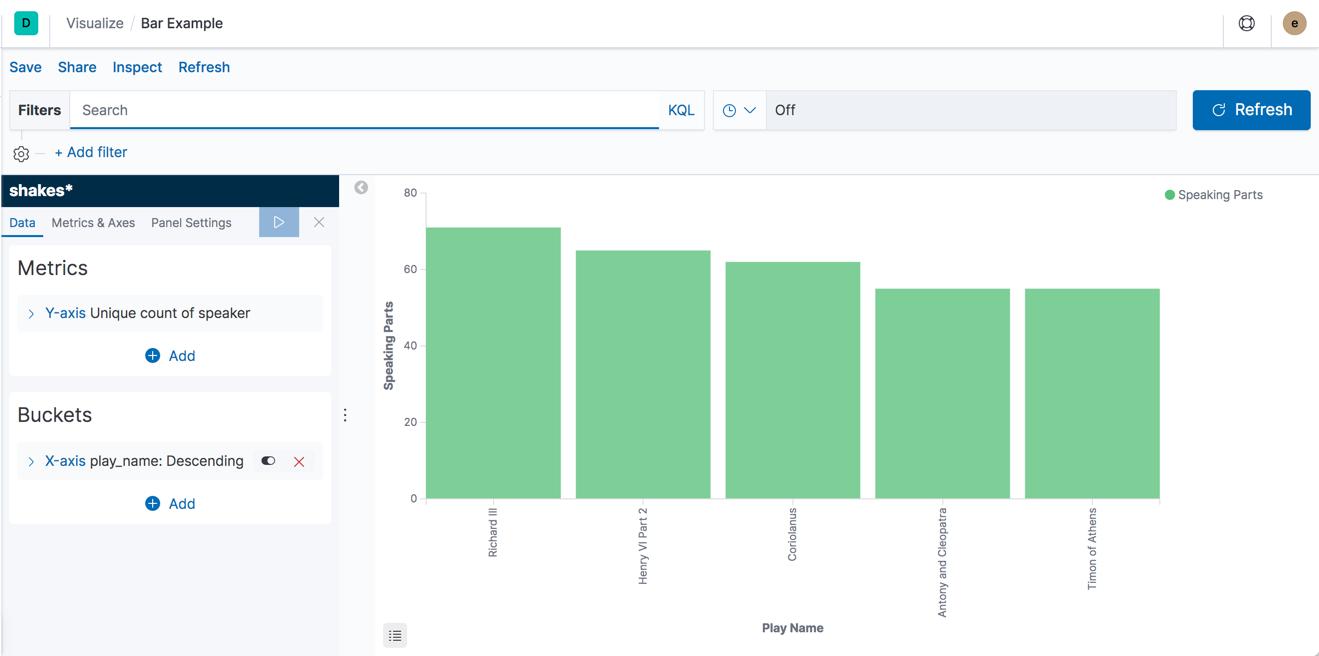 D Visualize / Bar Example e
Save Share Inspect Refresh
Filters Search KQL Off Refresh
+ Add filter
shakes*
Data Metrics & Axes Panel Settings
Metrics
Y-axis Unique count of speaker
Add
Buckets
X-axis play_name: Descending
Add
80
60
40
20
0
Speaking Parts
Richard III
Henry VI Part 2
Coriolanus
Antony and Cleopatra
Timon of Athens
Play Name
Speaking Parts